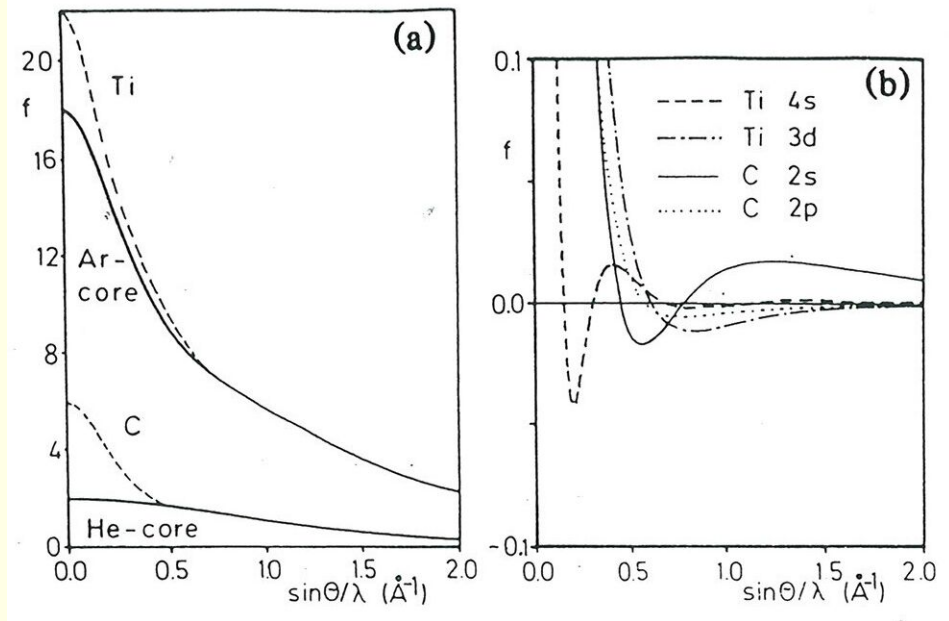 (a)
20
f
16
12
8
4
0
Ti
Ar-
core
C
He-core
0.0 0.5 1.0 1.5 2.0
sinΘ/λ (Å⁻¹)
(b)
0.1
f
0.0
-0.1
Ti 4s
Ti 3d
C 2s
C 2p
0.0 0.5 1.0 1.5 2.0
sinΘ/λ (Å⁻¹)